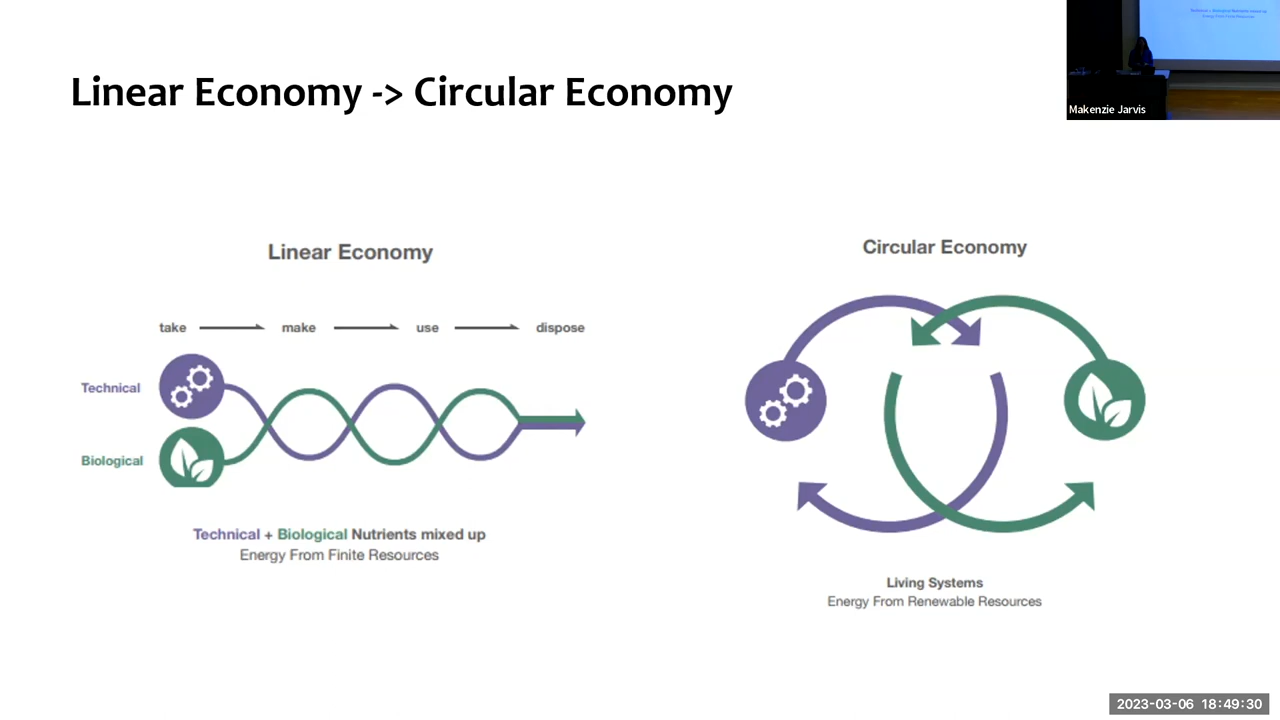 Linear Economy -> Circular Economy
Makenzie Jarvis
Linear Economy
take make use dispose
Technical
Biological
Technical + Biological Nutrients mixed up
Energy From Finite Resources
Circular Economy
Living Systems
Energy From Renewable Resources
2023-03-06 18:49:30